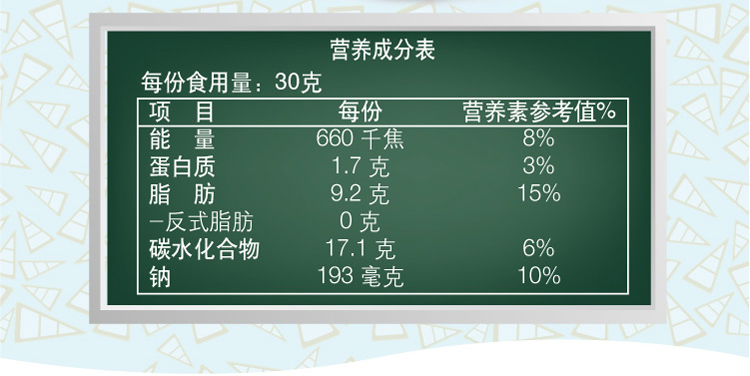 营养成分表
每份食用量：30克
项 目 每份 营养素参考值%
能 量 660 千焦 8%
蛋白质 1.7 克 3%
脂 肪 9.2 克 15%
–反式脂肪 0 克
碳水化合物 17.1 克 6%
钠 193 毫克 10%